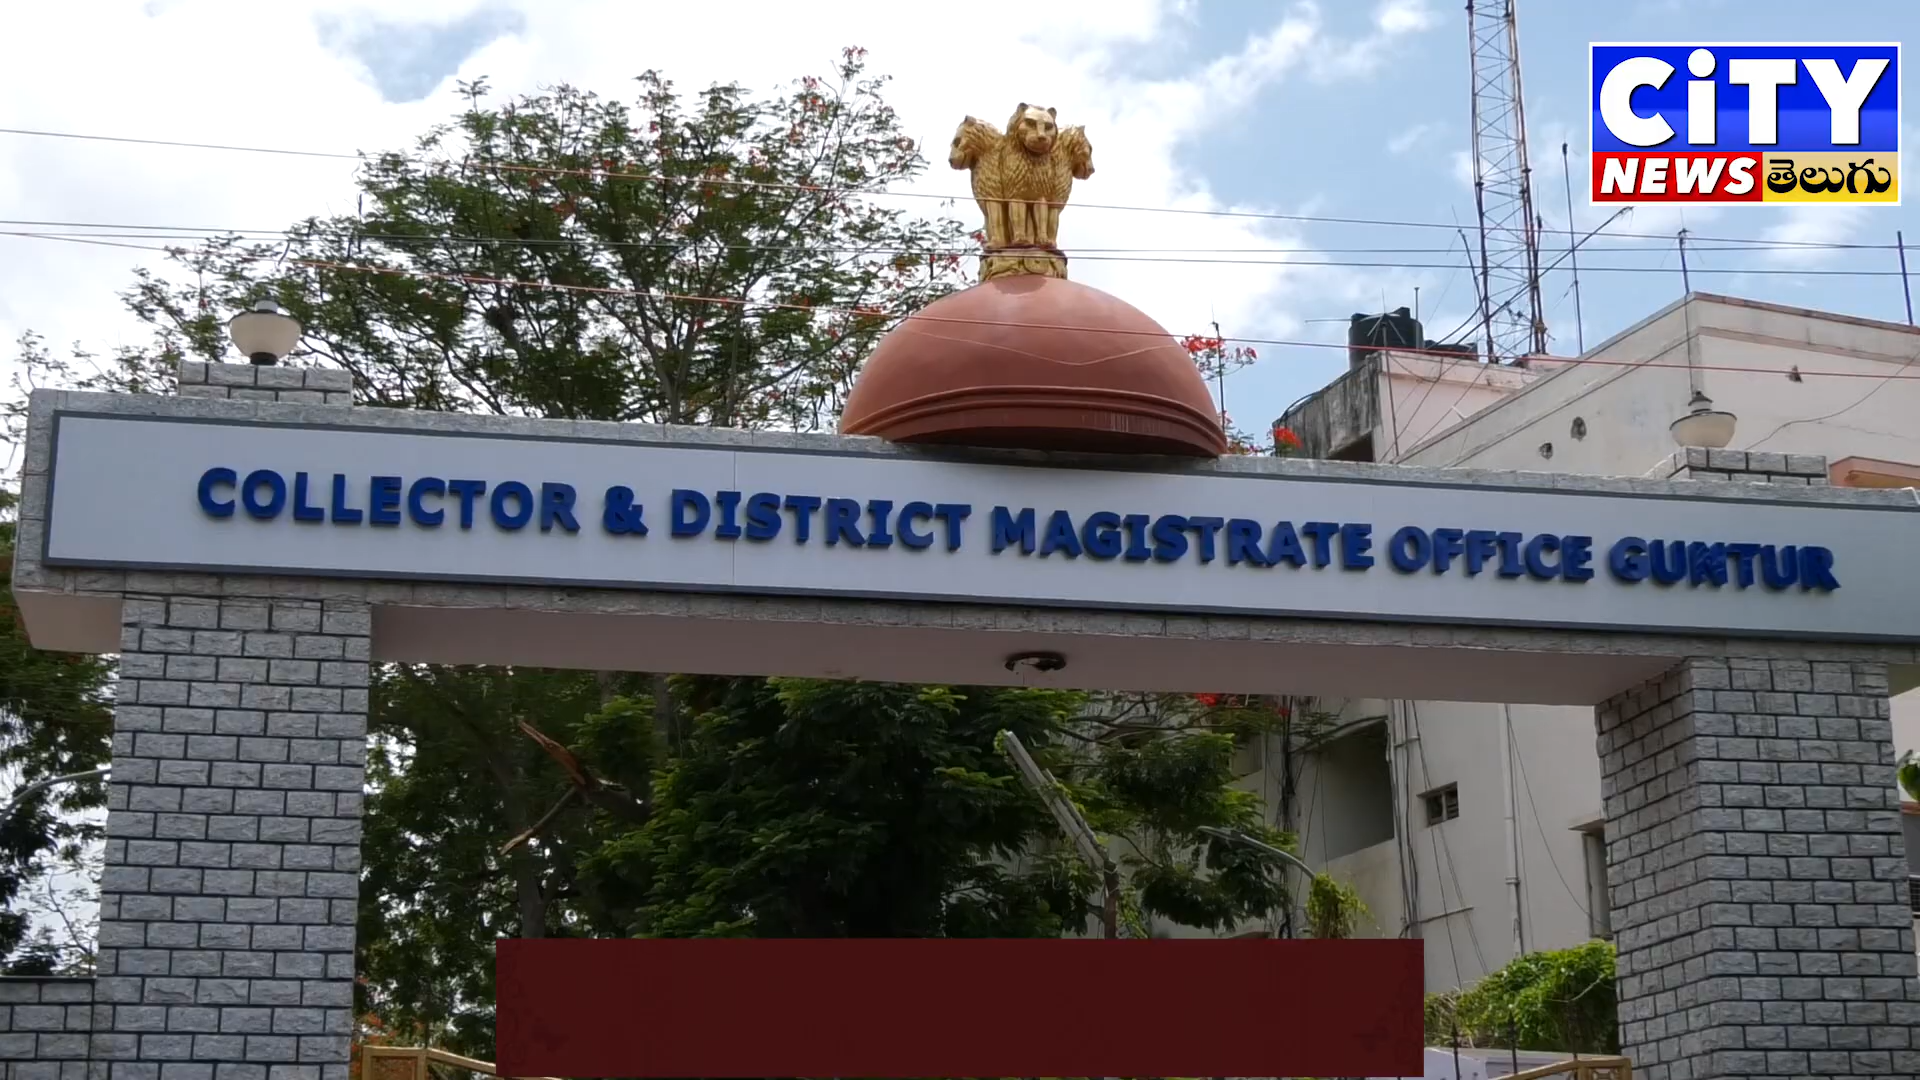 CiTY
NEWS తెలుగు
COLLECTOR & DISTRICT MAGISTRATE OFFICE GUNTUR